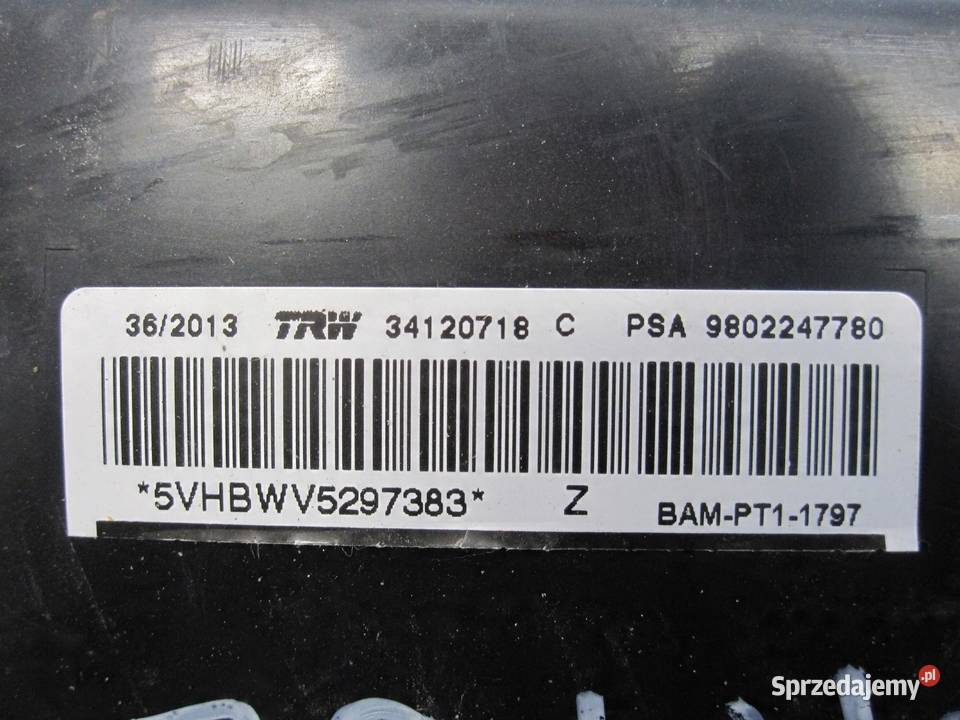 36/2013 TRW 34120718 C PSA 9802247780
*5VHBWV5297383* Z BAM-PT1-1797
Sprzedajemy.pl